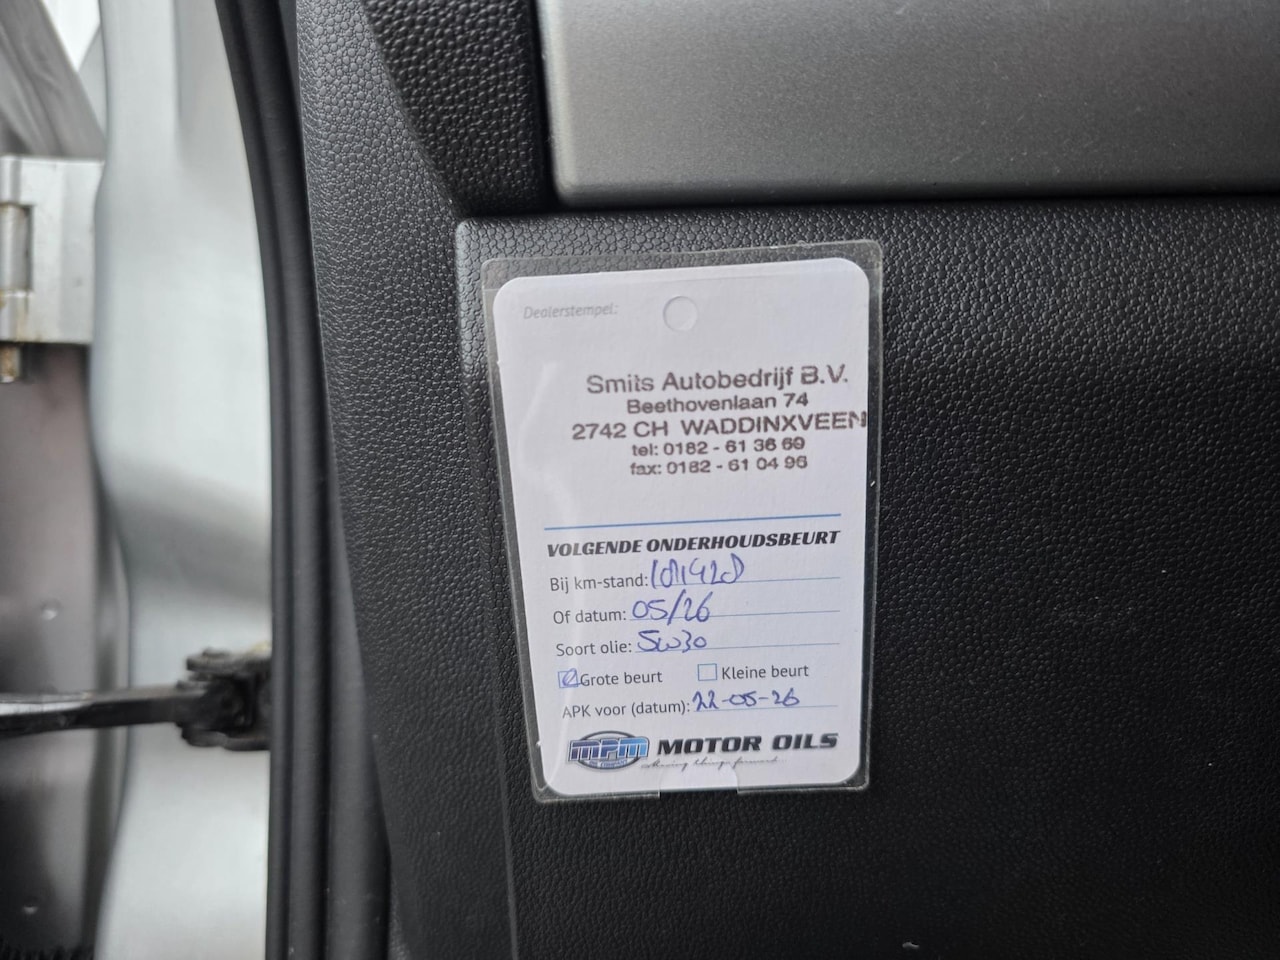 Dealerstempel:
Smits Autobedrijf B.V.
Beethovenlaan 74
2742 CH WADDINXVEEN
tel: 0182 - 61 36 69
fax: 0182 - 61 04 96
VOLGENDE ONDERHOUDSBEURT
Bij km-stand:
Of datum: 05/26
Soort olie: 5w30
Grote beurt Kleine beurt
APK voor (datum): 22-05-26
MPM MOTOR OILS